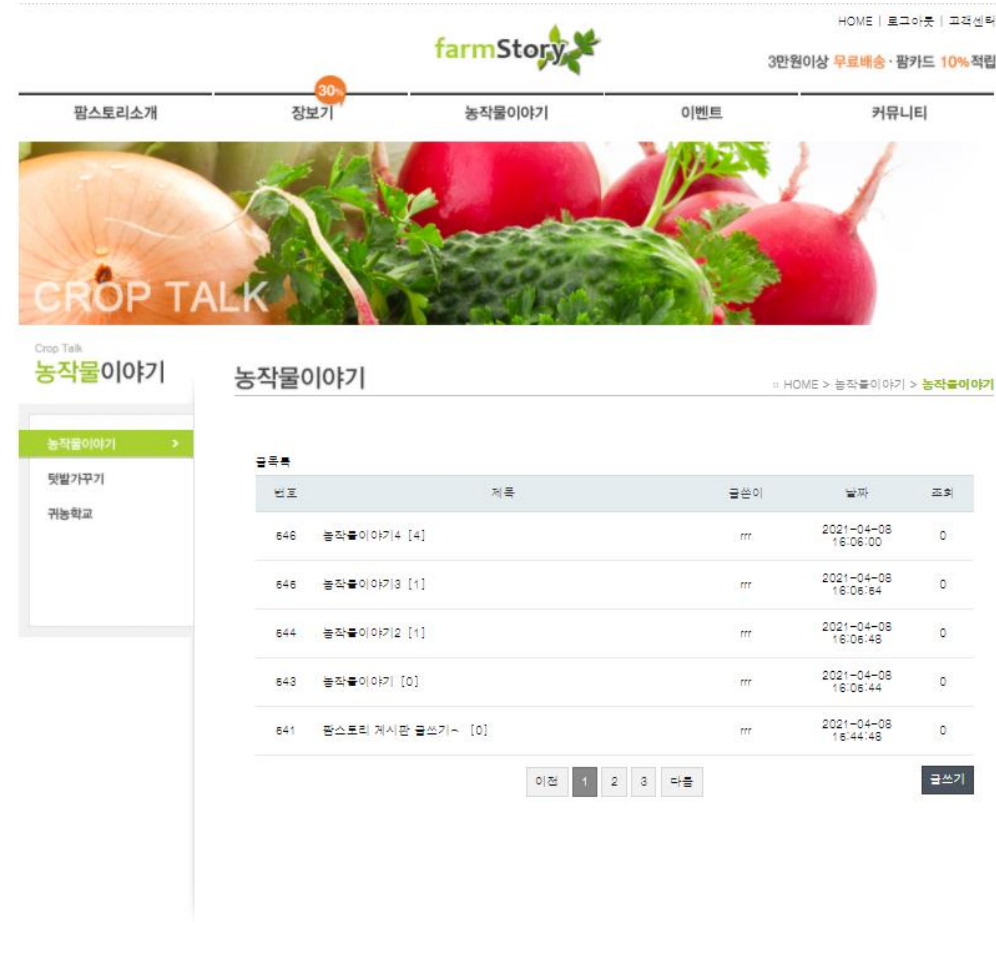 HOME | 로그아웃 | 고객센터
farmStory
3만원이상 무료배송 · 팜카드 10% 적립
30%
팜스토리소개 장보기 농작물이야기 이벤트 커뮤니티
CROP TALK
Crop Talk
농작물이야기
농작물이야기
HOME > 농작물이야기 > 농작물이야기
농작물이야기 >
텃밭가꾸기
귀농학교
글목록
번호 제목 글쓴이 날짜 조회
농작물이야기4 [4] rrr 2021-04-08 0
농작물이야기3 [1] rrr 2021-04-08 0
644 농작물이야기2 [1] rrr 2021-04-08 0
643 농작물이야기 [0] rrr 2021-04-08 0
641 팜스토리 게시판 글쓰기~ [0] rrr 2021-04-08 0
이전 1 2 3 다음 글쓰기